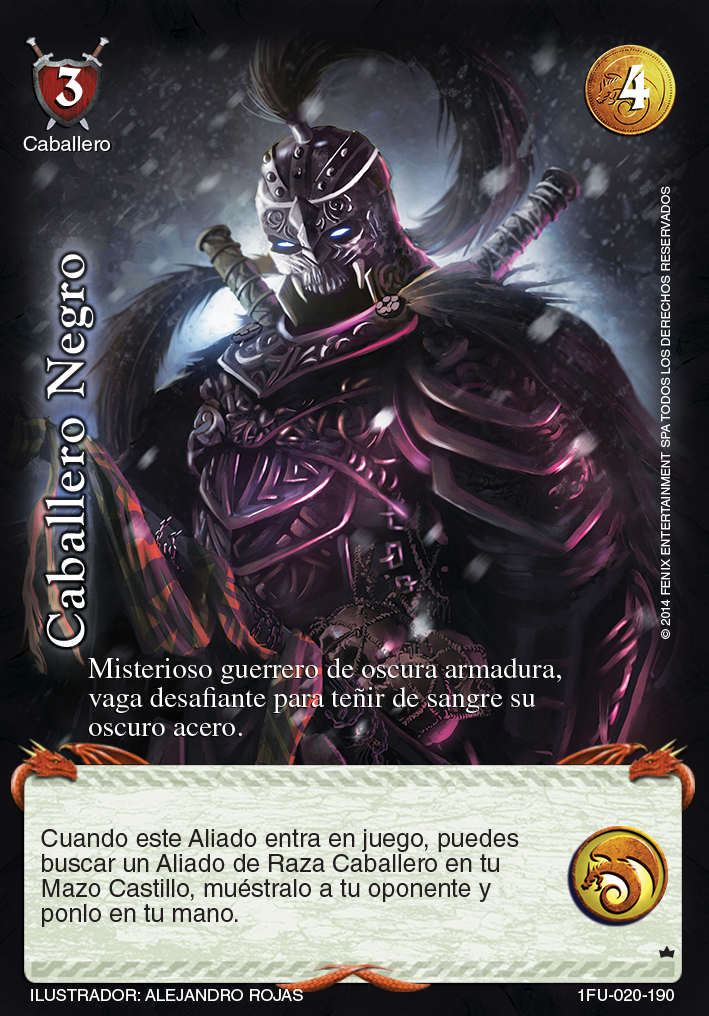 3
4
Caballero
Caballero Negro
© 2014 FENIX ENTERTAINMENT SPA TODOS LOS DERECHOS RESERVADOS
Misterioso guerrero de oscura armadura,
vaga desafiante para teñir de sangre su
oscuro acero.
Cuando este Aliado entra en juego, puedes
buscar un Aliado de Raza Caballero en tu
Mazo Castillo, muéstralo a tu oponente y
ponlo en tu mano.
ILUSTRADOR: ALEJANDRO ROJAS
1FU-020-190